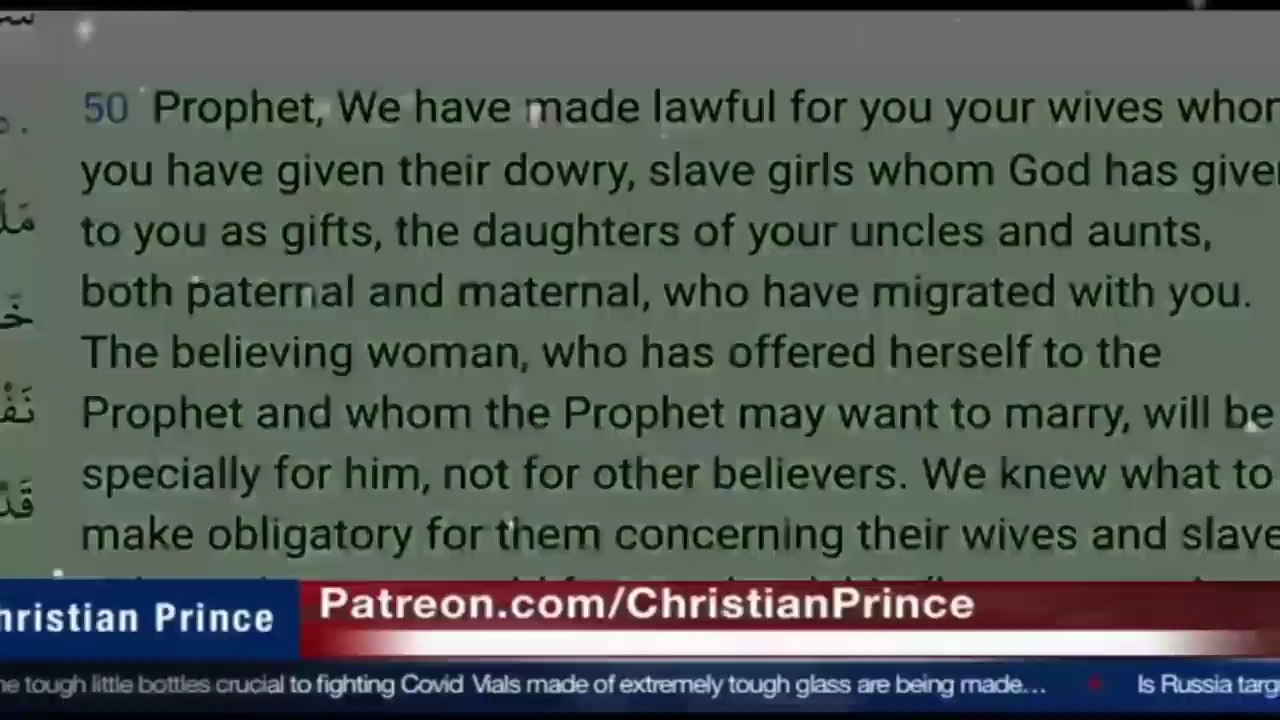 50 Prophet, We have made lawful for you your wives whom
you have given their dowry, slave girls whom God has given
to you as gifts, the daughters of your uncles and aunts,
both paternal and maternal, who have migrated with you.
The believing woman, who has offered herself to the
Prophet and whom the Prophet may want to marry, will be
specially for him, not for other believers. We knew what to
make obligatory for them concerning their wives and slave
hristian Prince
Patreon.com/ChristianPrince
he tough little bottles crucial to fighting Covid Vials made of extremely tough glass are being made...
Is Russia targ